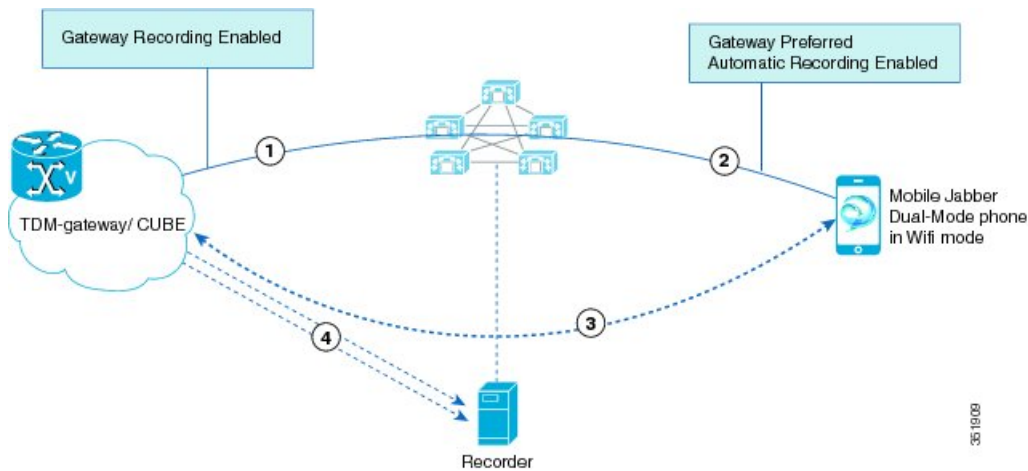 Gateway Recording Enabled
Gateway Preferred
Automatic Recording Enabled
1
2
V
TDM-gateway/ CUBE
Mobile Jabber
Dual-Mode phone
in Wifi mode
3
4
Recorder
351909